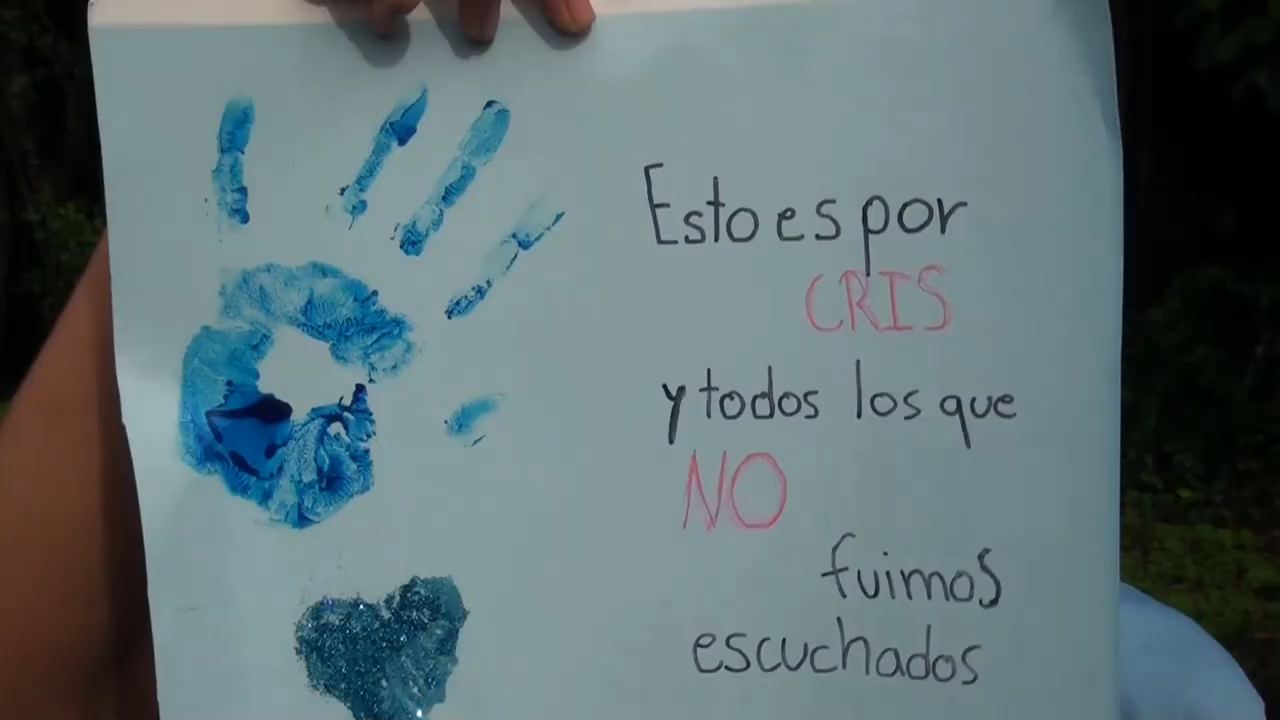 Esto es por
CRIS
y todos los que
NO
fuimos
escuchados